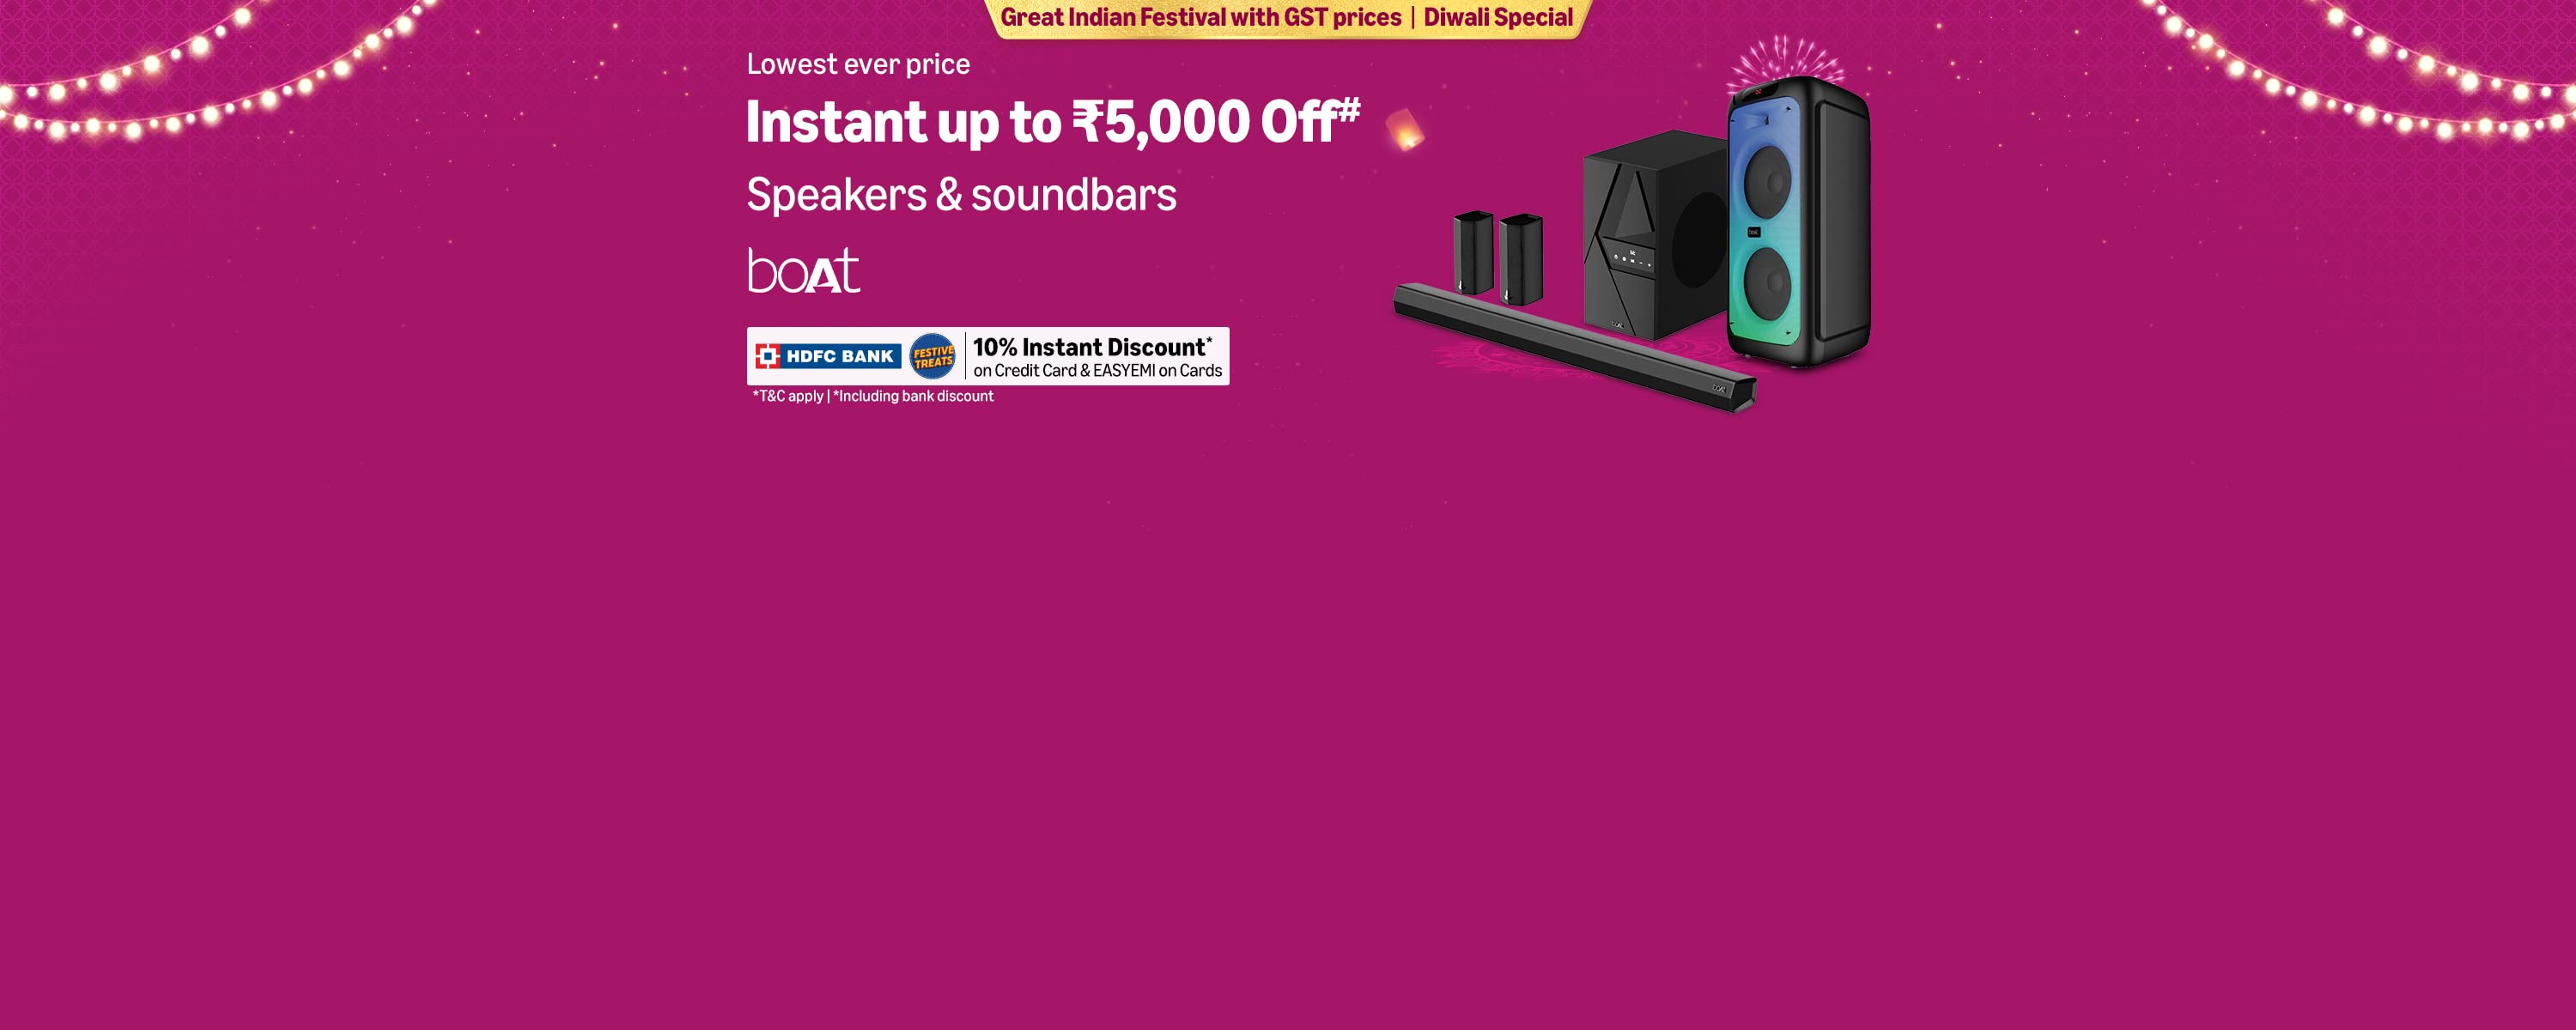 Great Indian Festival with GST prices | Diwali Special
Lowest ever price
Instant up to ₹5,000 Off#
Speakers & soundbars
boAt
HDFC BANK
FESTIVE
TREATS
10% Instant Discount*
on Credit Card & EASYEMI on Cards
*T&C apply | *Including bank discount